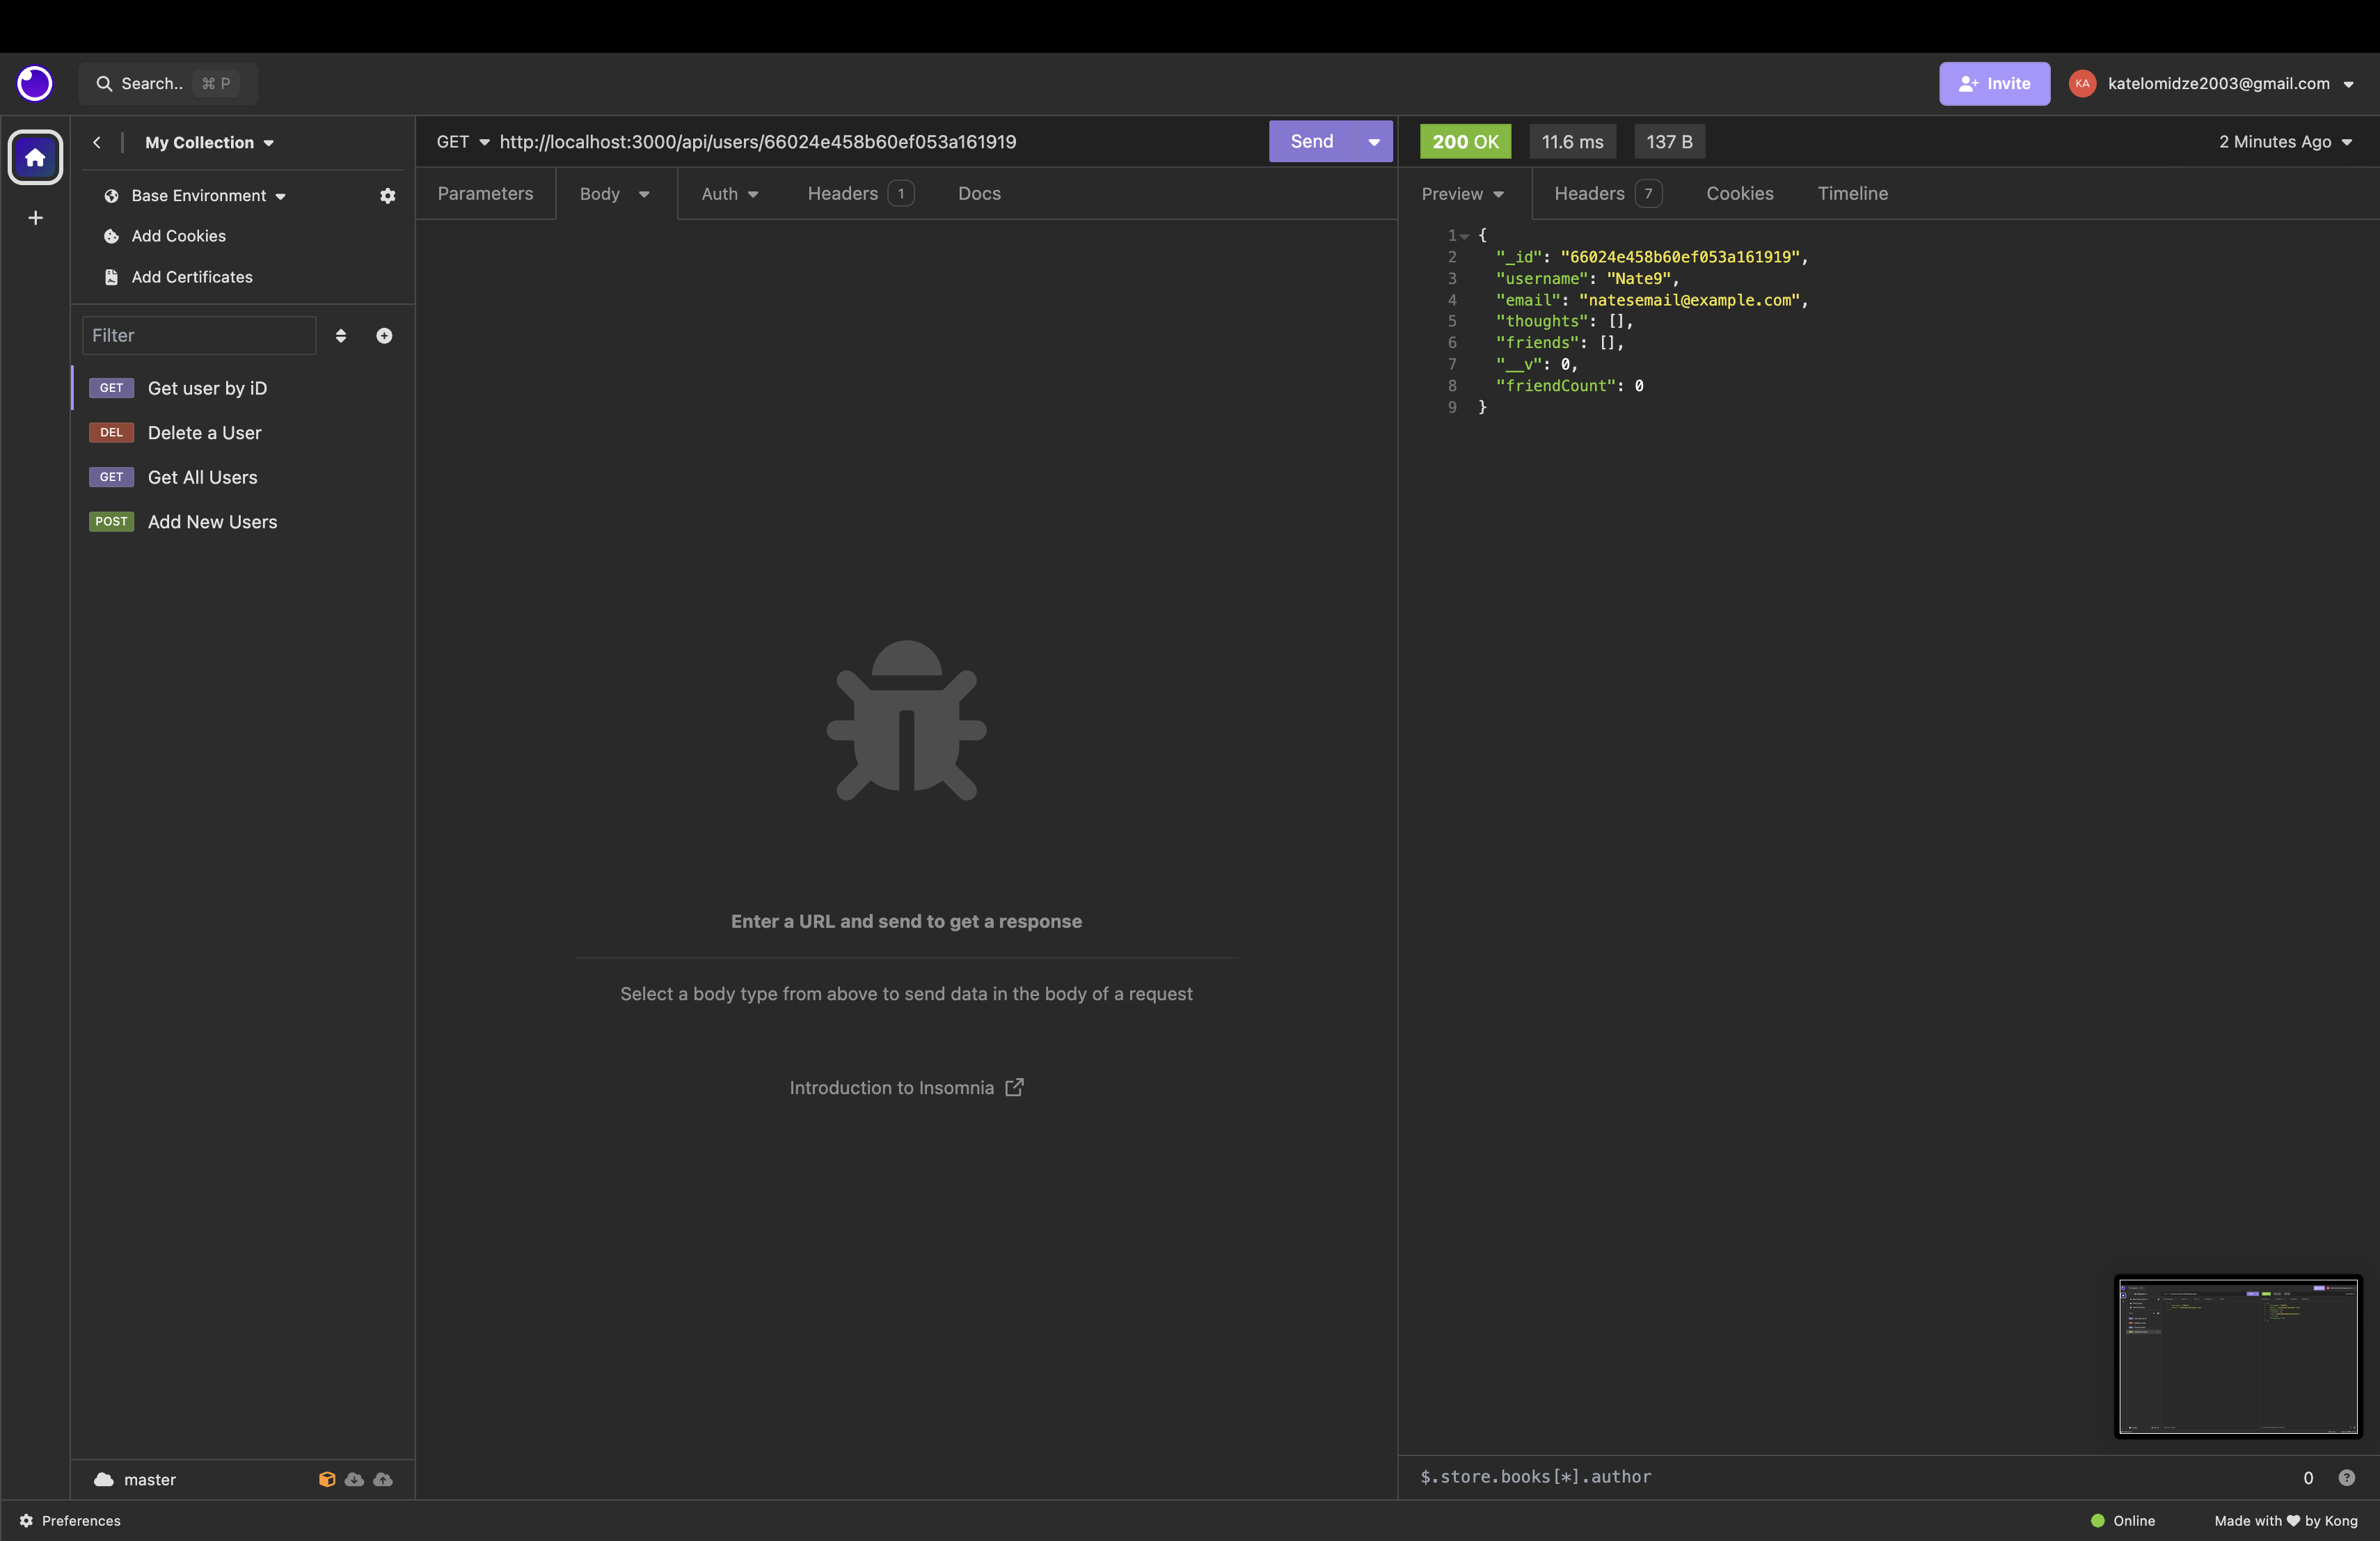 Search.. ⌘ P
Invite
KA katelomidze2003@gmail.com
My Collection
Base Environment
Add Cookies
Add Certificates
Filter
GET Get user by iD
DEL Delete a User
GET Get All Users
POST Add New Users
master
GET http://localhost:3000/api/users/66024e458b60ef053a161919 Send
Parameters Body Auth Headers 1 Docs
Enter a URL and send to get a response
Select a body type from above to send data in the body of a request
Introduction to Insomnia
200 OK 11.6 ms 137 B 2 Minutes Ago
Preview Headers 7 Cookies Timeline
1 {
2 "_id": "66024e458b60ef053a161919",
3 "username": "Nate9",
4 "email": "natesemail@example.com",
5 "thoughts": [],
6 "friends": [],
7 "__v": 0,
8 "friendCount": 0
9 }
$.store.books[*].author 0 ?
Preferences
Online Made with ♥ by Kong